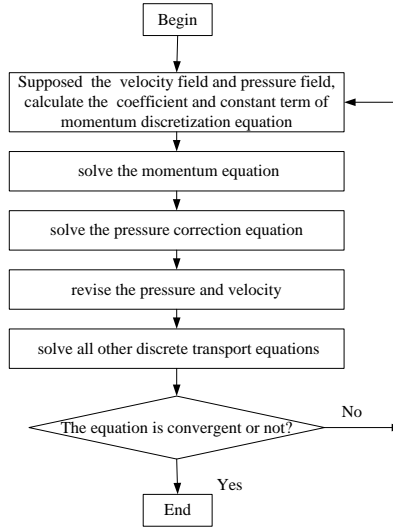 Begin
Supposed the velocity field and pressure field,
calculate the coefficient and constant term of
momentum discretization equation
solve the momentum equation
solve the pressure correction equation
revise the pressure and velocity
solve all other discrete transport equations
The equation is convergent or not?
No
Yes
End